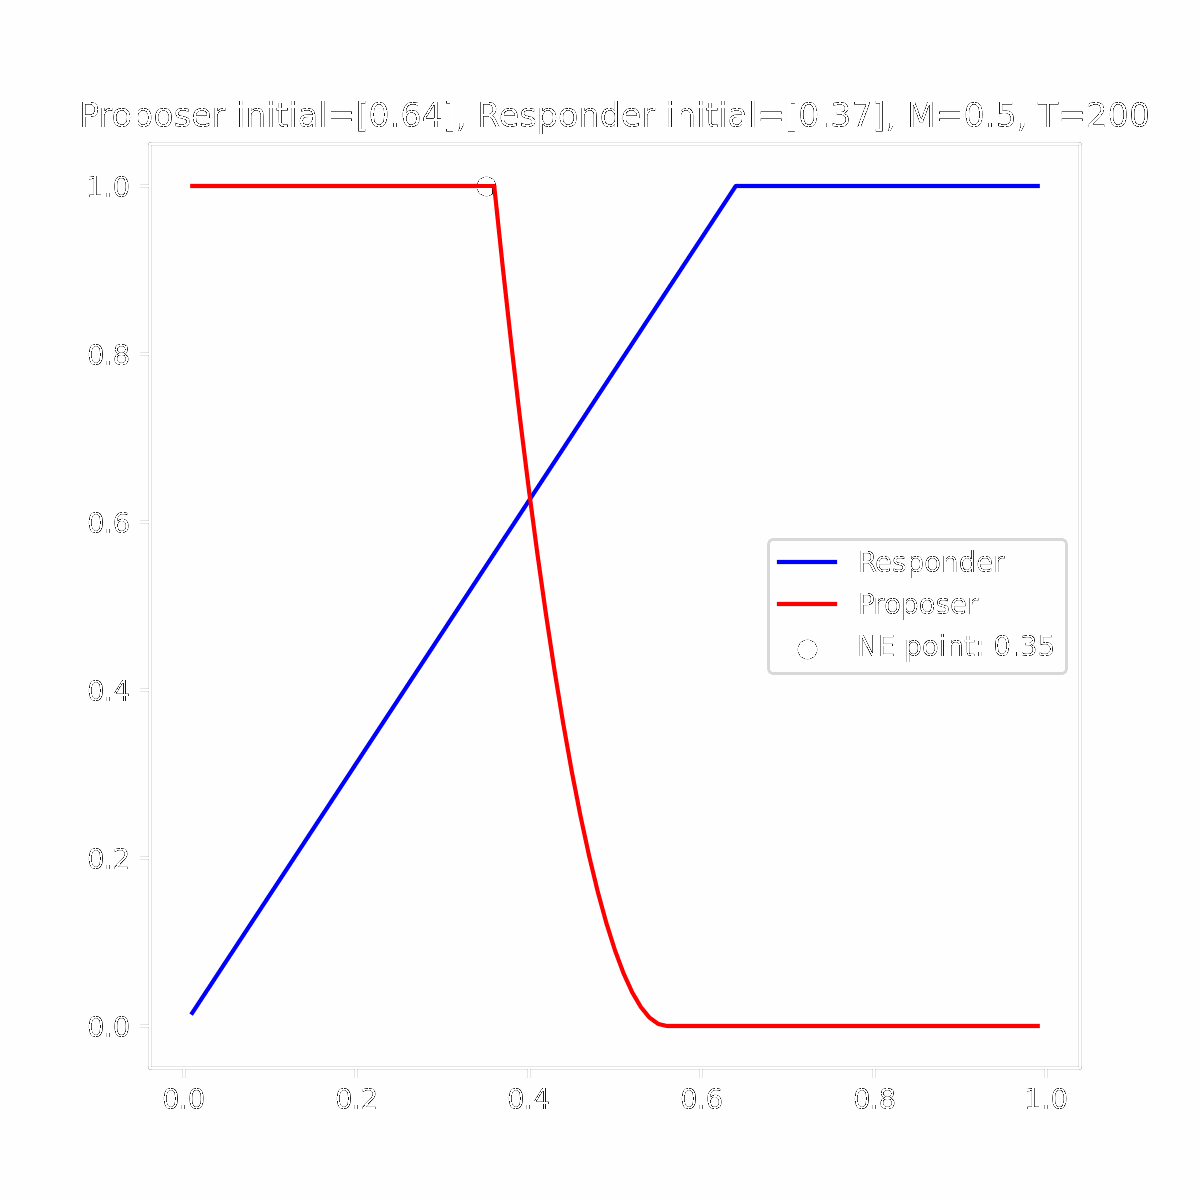 Proposer initial=[0.64], Responder initial=[0.37], M=0.5, T=200
1.0
0.8
0.6
0.4
0.2
0.0
0.0 0.2 0.4 0.6 0.8 1.0
Responder
Proposer
NE point: 0.35